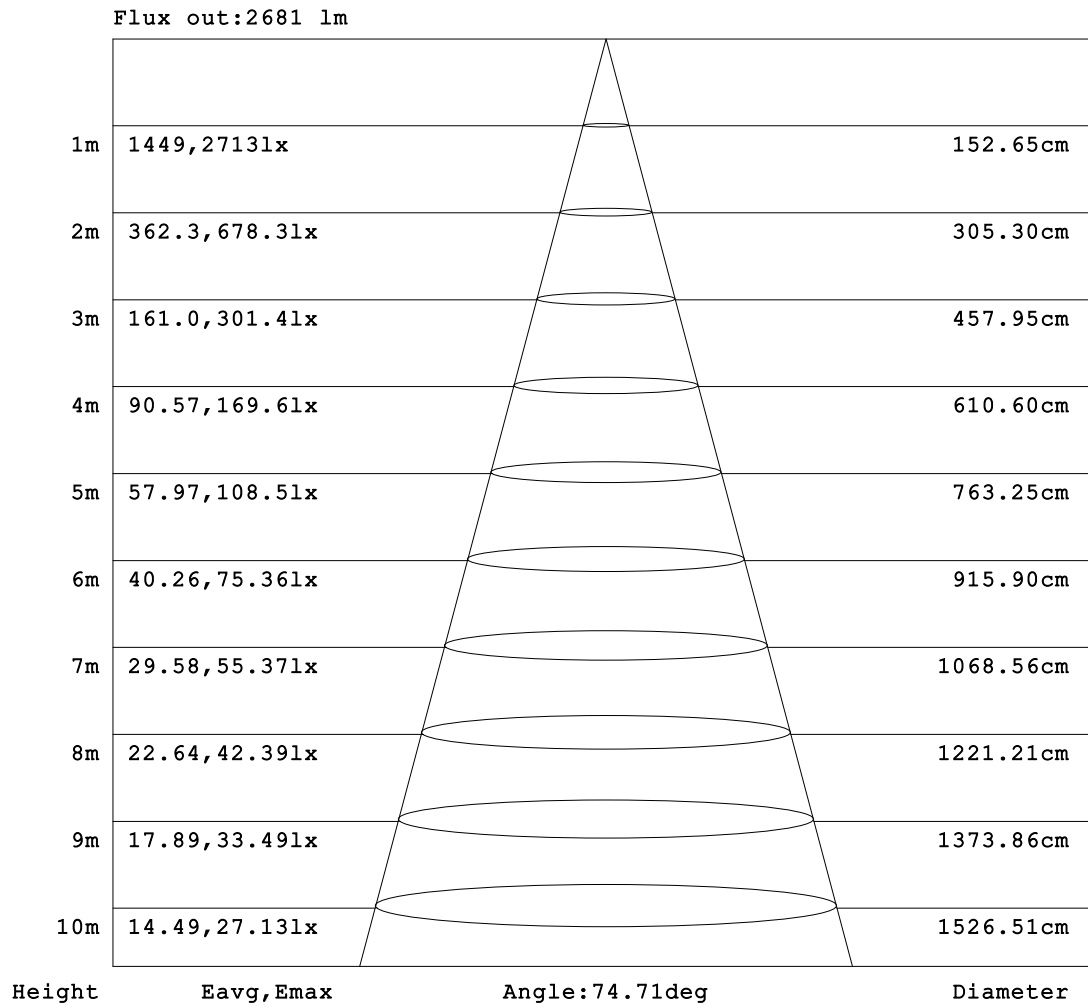 Flux out:2681 lm
1m 1449,2713lx 152.65cm
2m 362.3,678.3lx 305.30cm
3m 161.0,301.4lx 457.95cm
4m 90.57,169.6lx 610.60cm
5m 57.97,108.5lx 763.25cm
6m 40.26,75.36lx 915.90cm
7m 29.58,55.37lx 1068.56cm
8m 22.64,42.39lx 1221.21cm
9m 17.89,33.49lx 1373.86cm
10m 14.49,27.13lx 1526.51cm
Height Eavg,Emax Angle:74.71deg Diameter